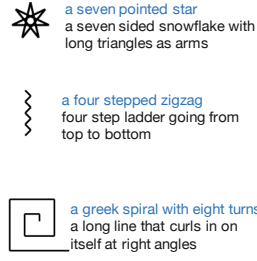 a seven pointed star
a seven sided snowflake with
long triangles as arms
a four stepped zigzag
four step ladder going from
top to bottom
a greek spiral with eight turns
a long line that curls in on
itself at right angles